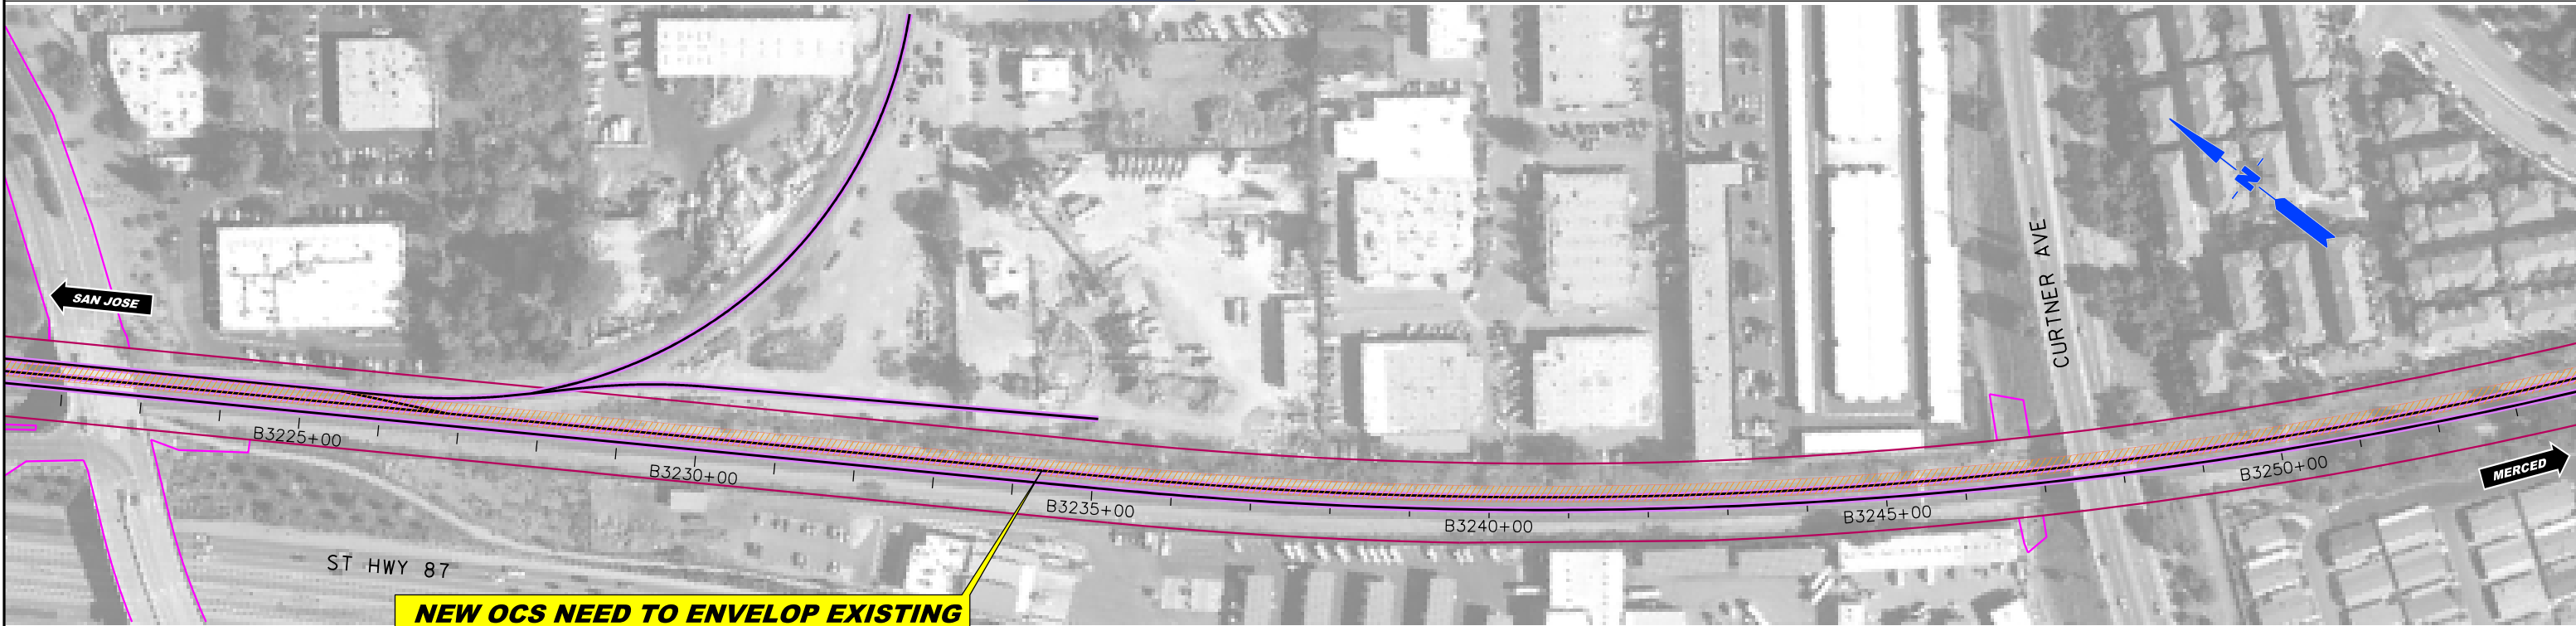 SAN JOSE
N
CURTNER AVE
B3225+00
B3230+00
B3235+00
B3240+00
B3245+00
B3250+00
MERCED
ST HWY 87
NEW OCS NEED TO ENVELOP EXISTING